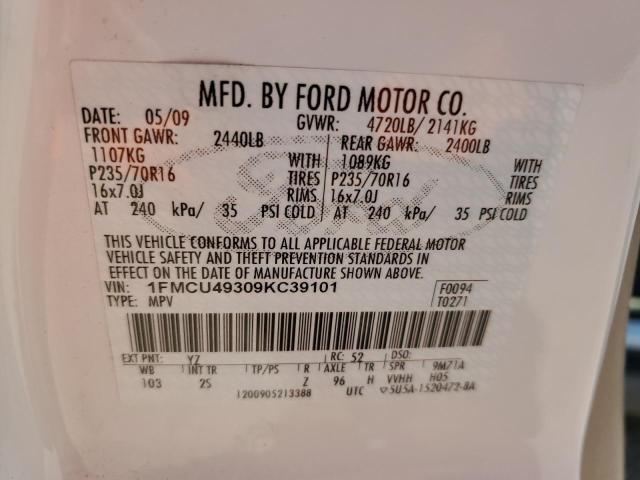 MFD. BY FORD MOTOR CO.
DATE: 05/09 GVWR: 4720LB/ 2141KG
FRONT GAWR: 2440LB REAR GAWR: 2400LB
1107KG WITH 1089KG WITH
P235/70R16 TIRES P235/70R16 TIRES
16x7.0J RIMS 16x7.0J RIMS
AT 240 kPa/ 35 PSI COLD AT 240 kPa/ 35 PSI COLD
Ford
THIS VEHICLE CONFORMS TO ALL APPLICABLE FEDERAL MOTOR
VEHICLE SAFETY AND THEFT PREVENTION STANDARDS IN
EFFECT ON THE DATE OF MANUFACTURE SHOWN ABOVE.
VIN: 1FMCU49309KC39101 F0094
TYPE: MPV T0271
EXT PNT: YZ RC: 52 DSO:
WB INT TR TP/PS R AXLE TR SPR 9M71A
103 2S Z 96 H VVHH H05
1200905213388 UTC ▽5U5A-1520472-8A